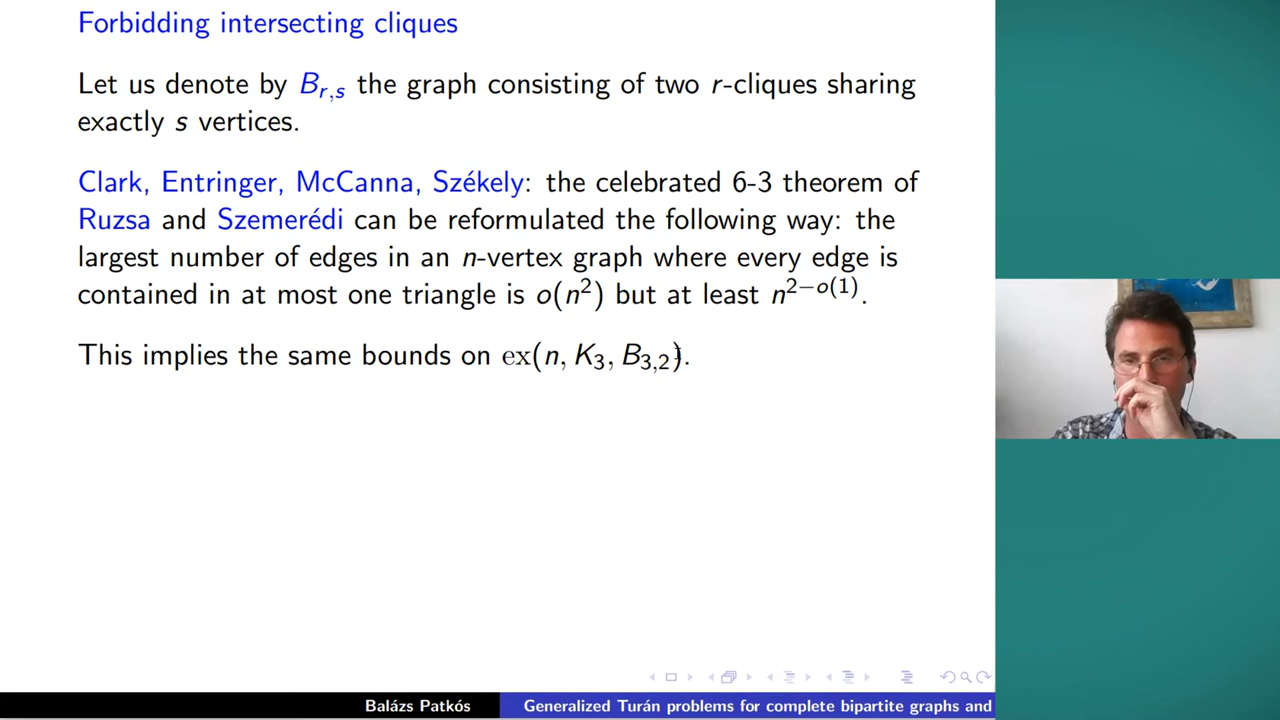 Forbidding intersecting cliques
Let us denote by B_{r,s} the graph consisting of two r-cliques sharing
exactly s vertices.
Clark, Entringer, McCanna, Székely: the celebrated 6-3 theorem of
Ruzsa and Szemerédi can be reformulated the following way: the
largest number of edges in an n-vertex graph where every edge is
contained in at most one triangle is o(n²) but at least n^{2−o(1)}.
This implies the same bounds on ex(n, K₃, B_{3,2}).
Balázs Patkós
Generalized Turán problems for complete bipartite graphs and